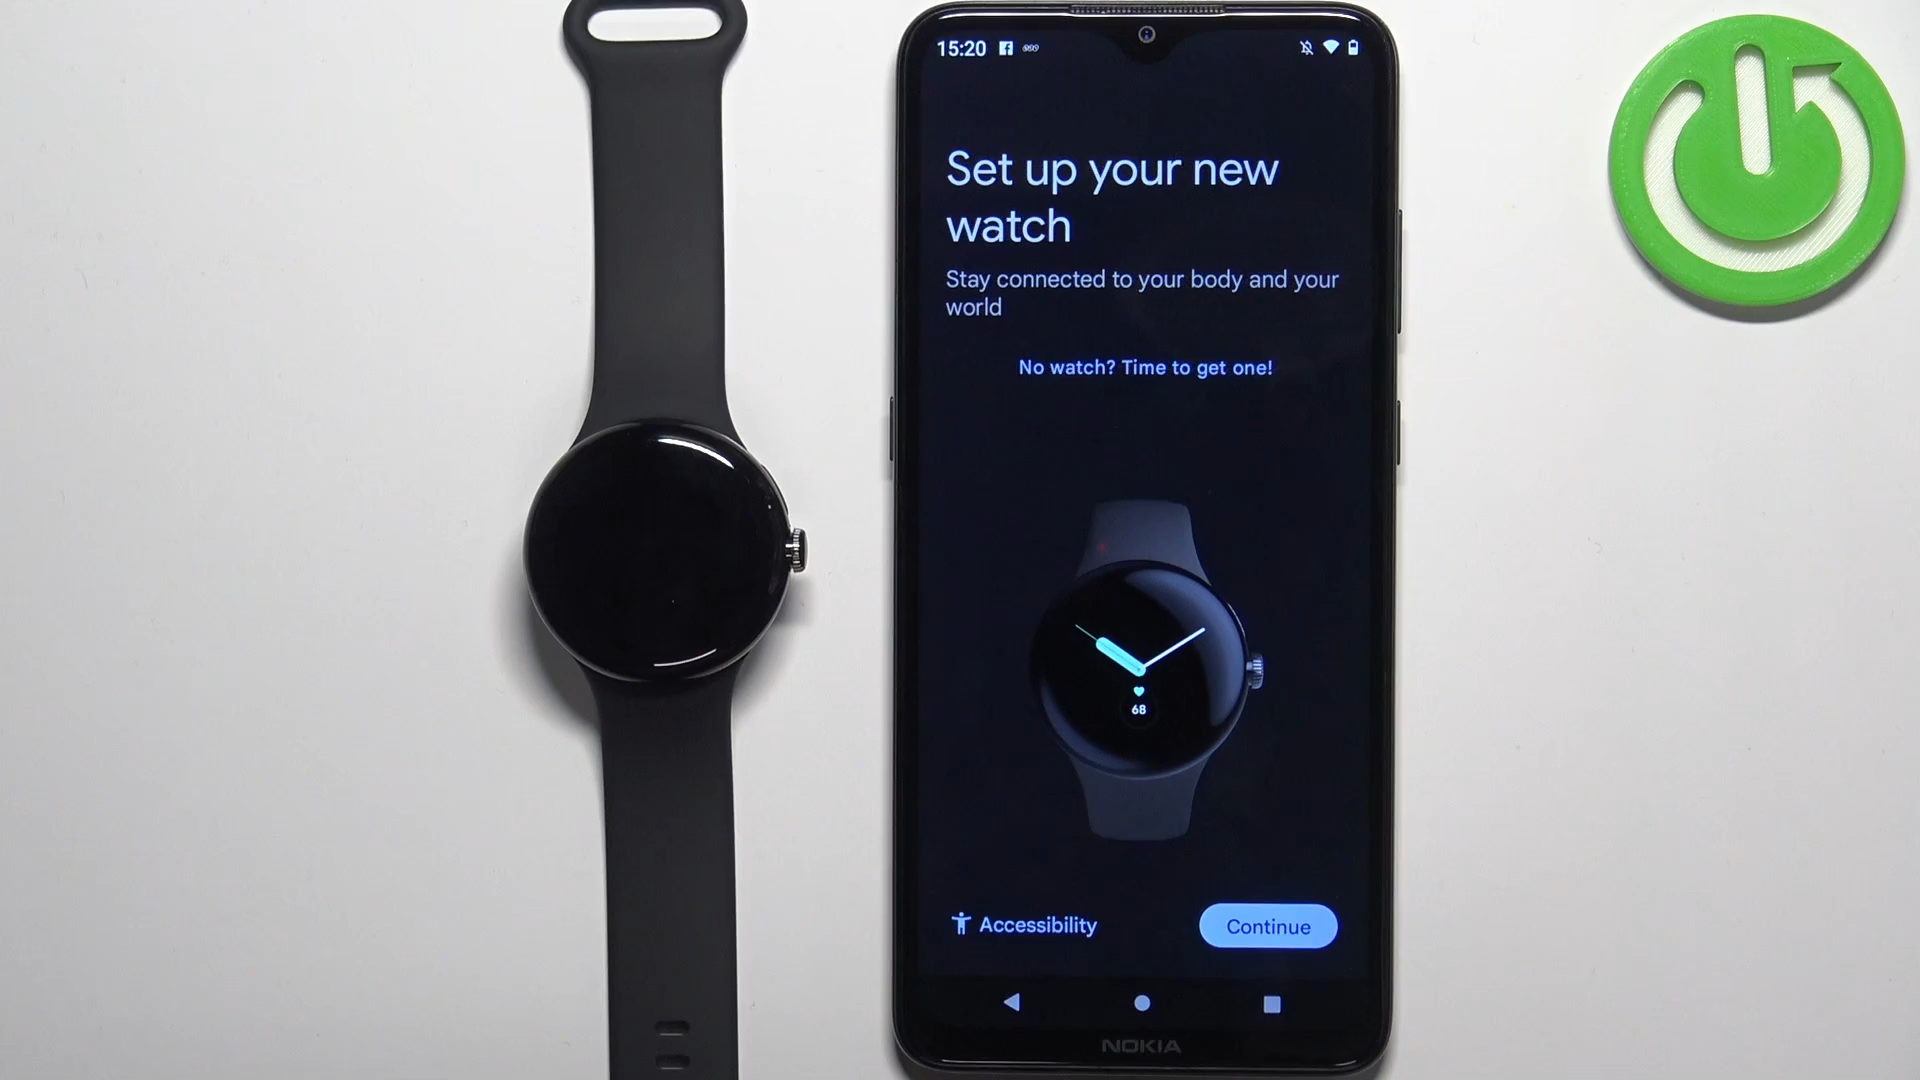 15:20
Set up your new
watch
Stay connected to your body and your
world
No watch? Time to get one!
68
Accessibility
Continue
NOKIA